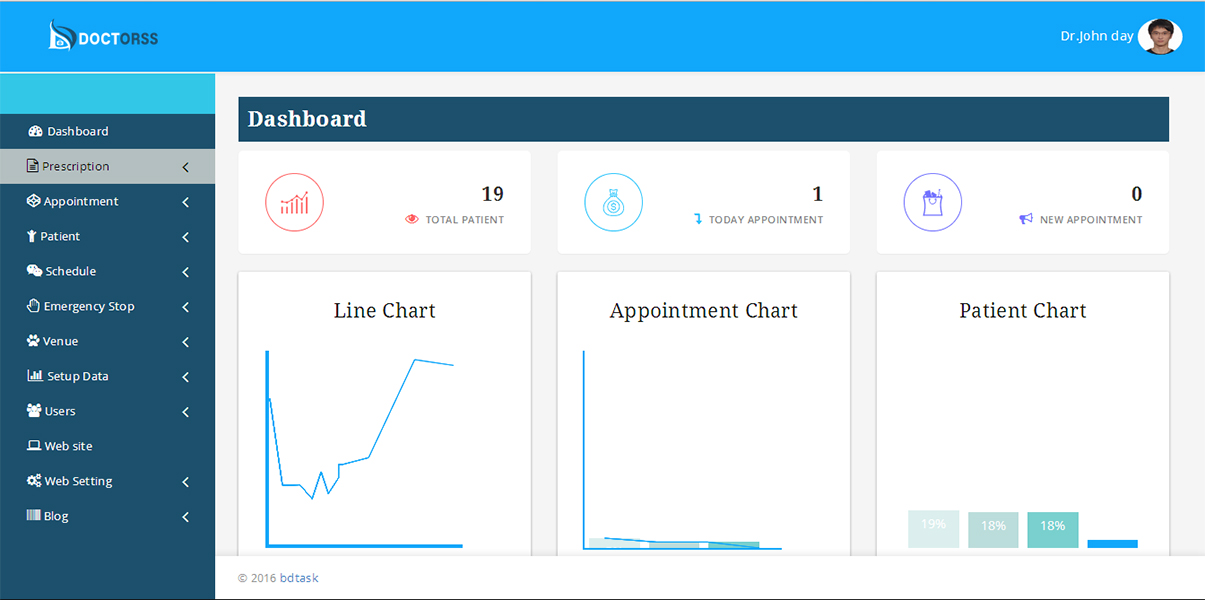 DOCTORSS
Dr.John day
Dashboard
Prescription
Appointment
Patient
Schedule
Emergency Stop
Venue
Setup Data
Users
Web site
Web Setting
Blog
Dashboard
19
TOTAL PATIENT
1
TODAY APPOINTMENT
0
NEW APPOINTMENT
Line Chart
Appointment Chart
Patient Chart
19%
18%
18%
© 2016 bdtask